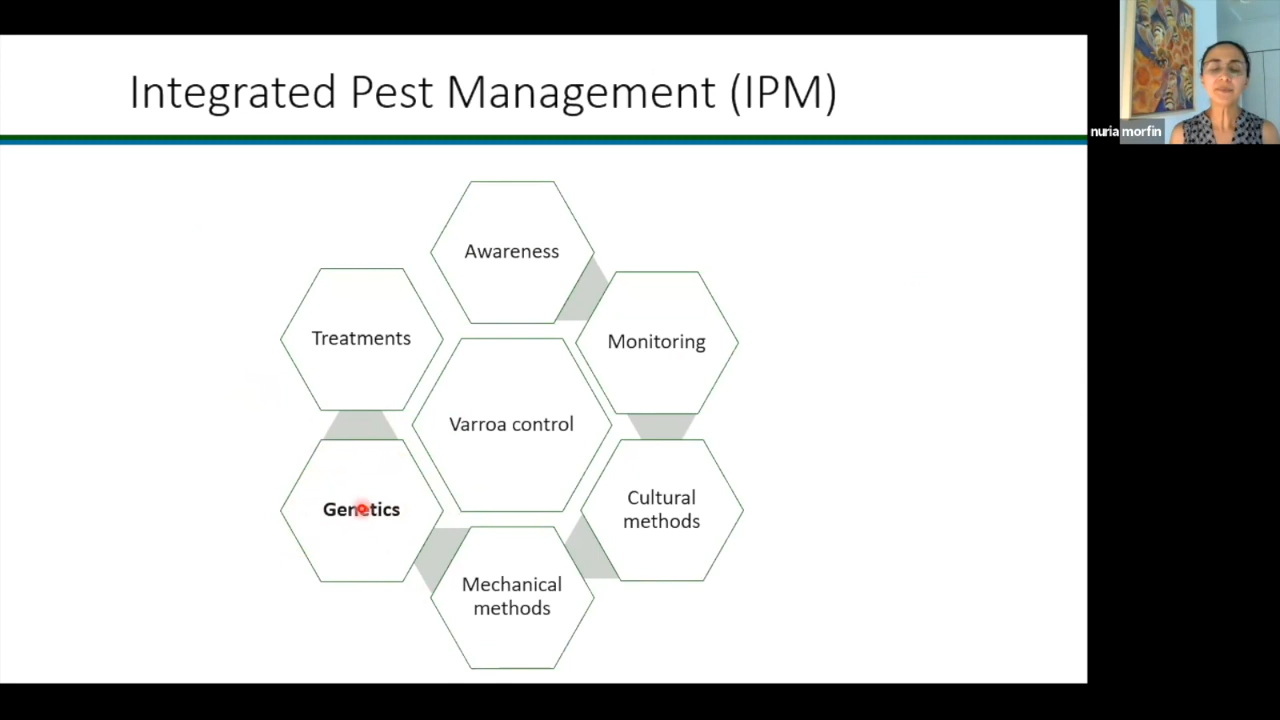 Integrated Pest Management (IPM)
nuria morfin
Awareness
Treatments
Monitoring
Varroa control
Genetics
Cultural
methods
Mechanical
methods